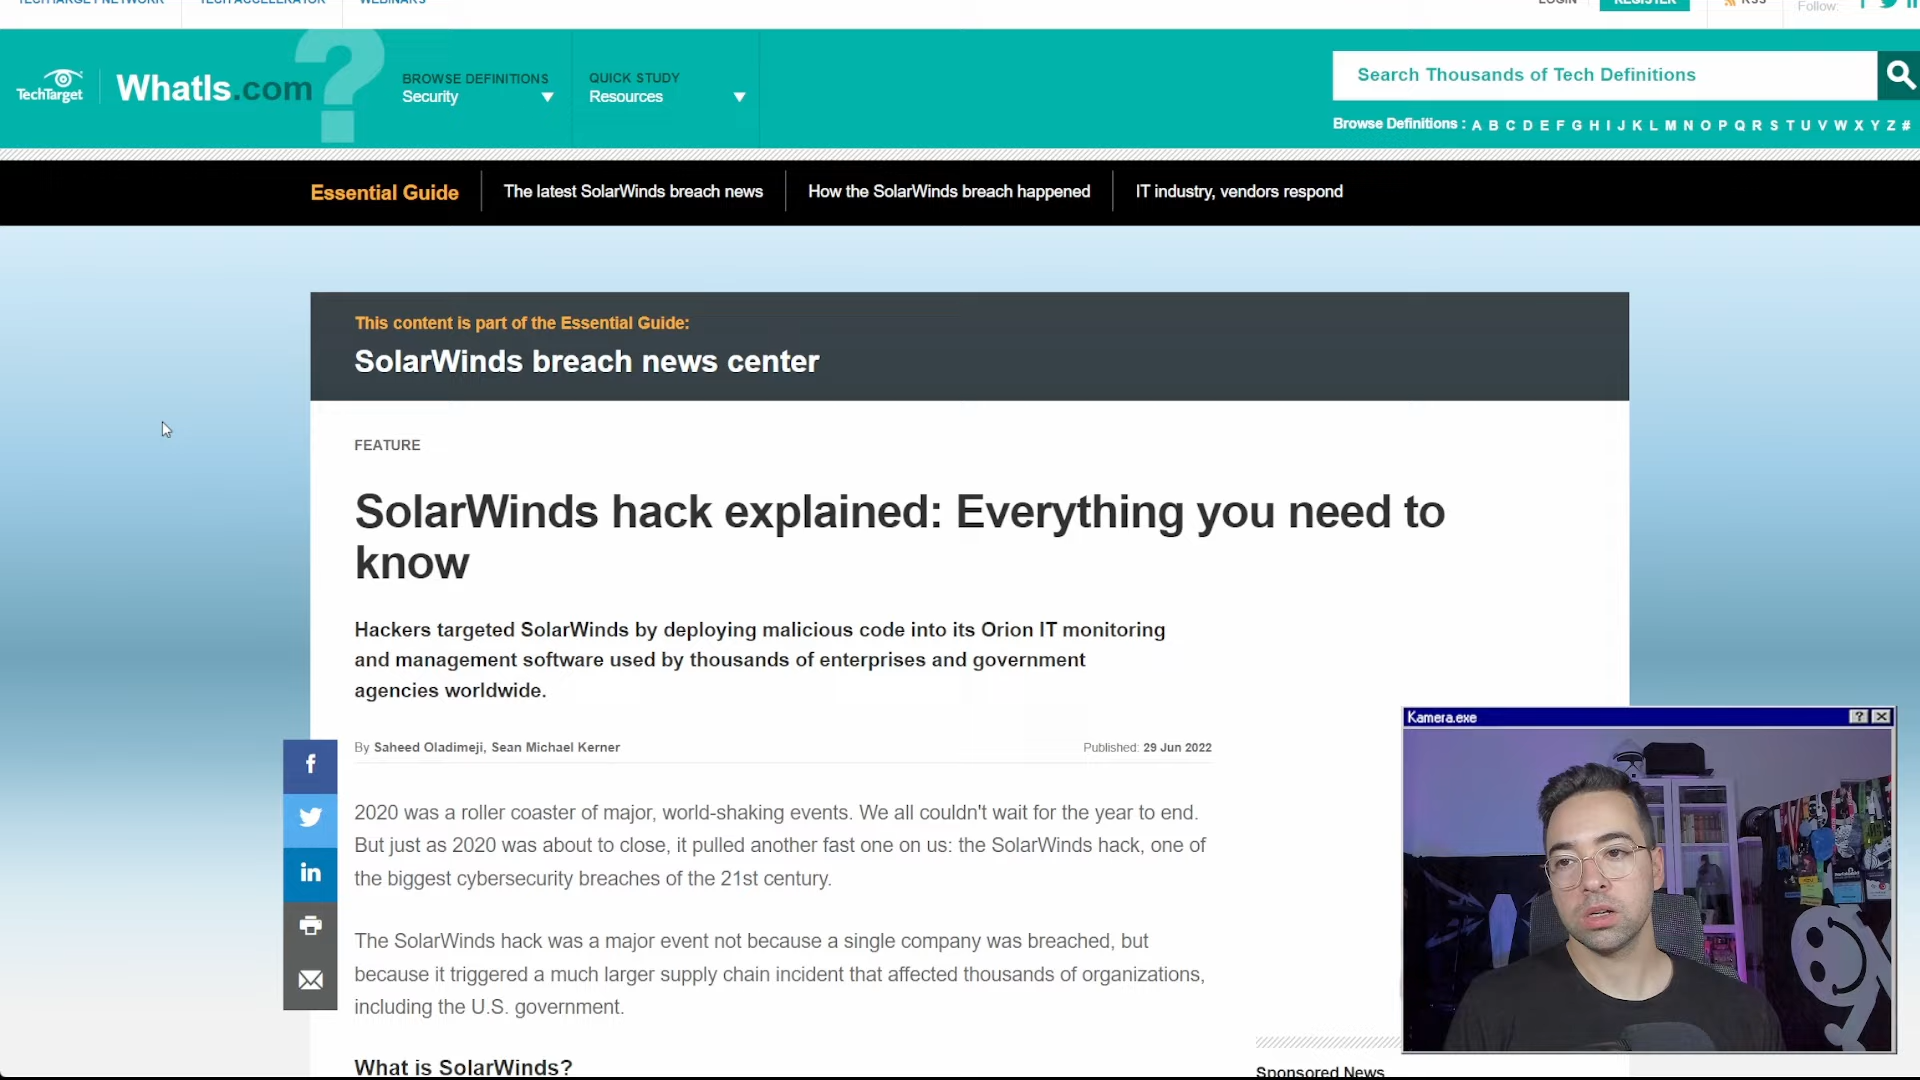 TECHTARGET NETWORK
TECH ACCELERATOR
WEBINARS
LOGIN
REGISTER
RSS
Follow:
TechTarget
WhatIs.com
?
BROWSE DEFINITIONS
Security
QUICK STUDY
Resources
Search Thousands of Tech Definitions
Browse Definitions : A B C D E F G H I J K L M N O P Q R S T U V W X Y Z #
Essential Guide
The latest SolarWinds breach news
How the SolarWinds breach happened
IT industry, vendors respond
This content is part of the Essential Guide:
SolarWinds breach news center
FEATURE
SolarWinds hack explained: Everything you need to
know
Hackers targeted SolarWinds by deploying malicious code into its Orion IT monitoring
and management software used by thousands of enterprises and government
agencies worldwide.
By Saheed Oladimeji, Sean Michael Kerner
Published: 29 Jun 2022
2020 was a roller coaster of major, world-shaking events. We all couldn't wait for the year to end.
But just as 2020 was about to close, it pulled another fast one on us: the SolarWinds hack, one of
the biggest cybersecurity breaches of the 21st century.
The SolarWinds hack was a major event not because a single company was breached, but
because it triggered a much larger supply chain incident that affected thousands of organizations,
including the U.S. government.
What is SolarWinds?
Sponsored News
Kamera.exe